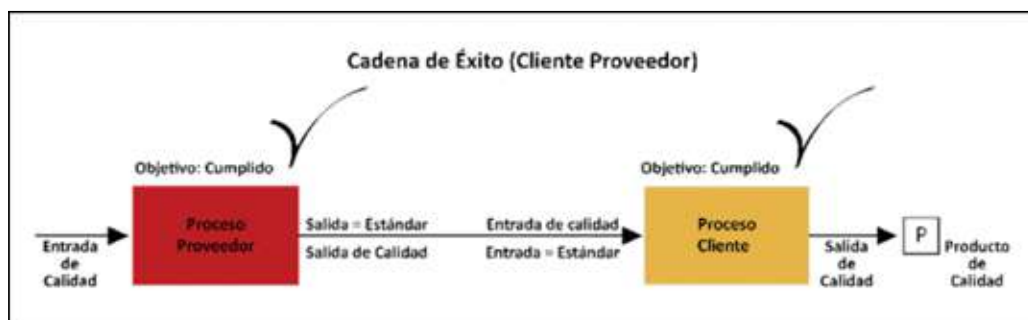 Cadena de Éxito (Cliente Proveedor)
Objetivo: Cumplido
Objetivo: Cumplido
Entrada
de
Calidad
Proceso
Proveedor
Salida = Estándar
Salida de Calidad
Entrada de calidad
Entrada = Estándar
Proceso
Cliente
Salida
de
Calidad
P
Producto
de
Calidad